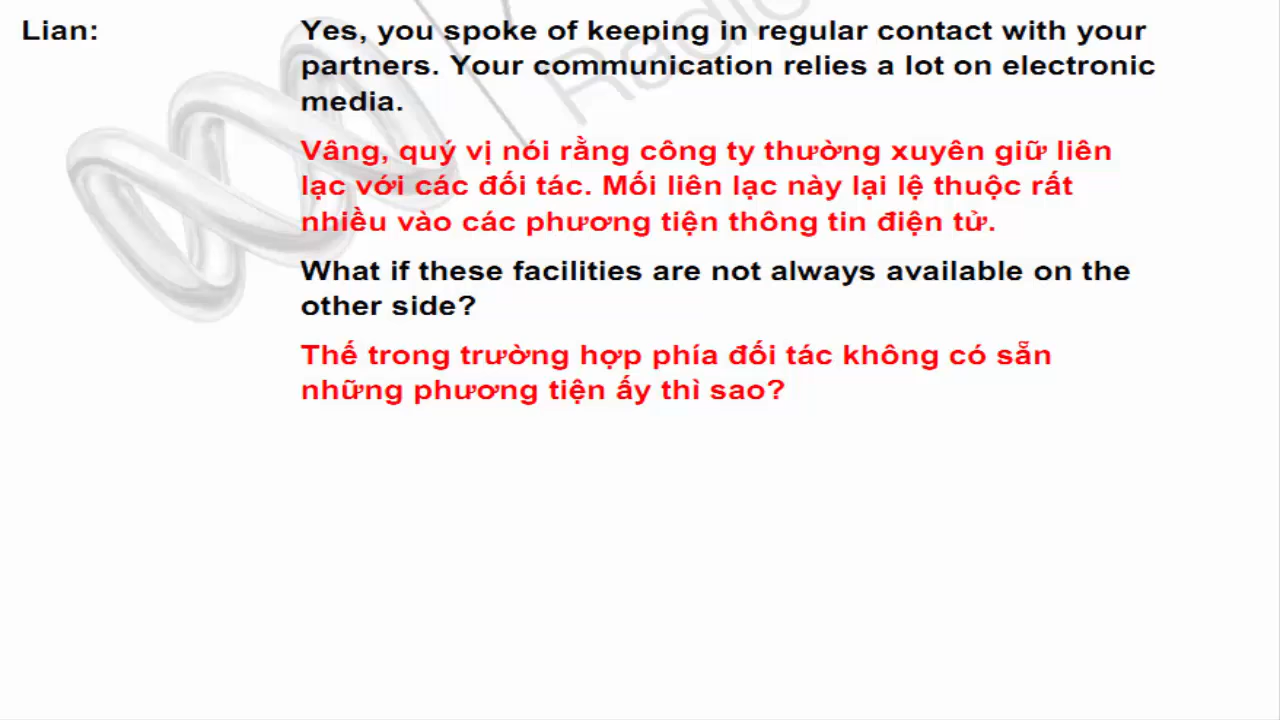 Lian:
Yes, you spoke of keeping in regular contact with your
partners. Your communication relies a lot on electronic
media.
Vâng, quý vị nói rằng công ty thường xuyên giữ liên
lạc với các đối tác. Mối liên lạc này lại lệ thuộc rất
nhiều vào các phương tiện thông tin điện tử.
What if these facilities are not always available on the
other side?
Thế trong trường hợp phía đối tác không có sẵn
những phương tiện ấy thì sao?
Radio